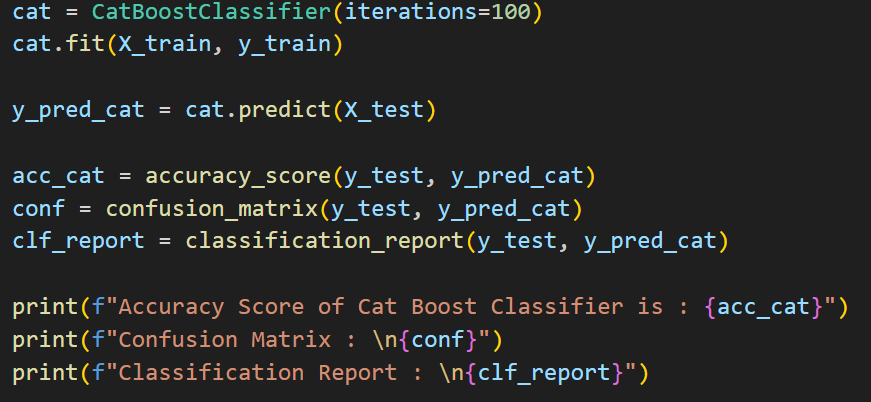 cat = CatBoostClassifier(iterations=100)
cat.fit(X_train, y_train)
y_pred_cat = cat.predict(X_test)
acc_cat = accuracy_score(y_test, y_pred_cat)
conf = confusion_matrix(y_test, y_pred_cat)
clf_report = classification_report(y_test, y_pred_cat)
print(f"Accuracy Score of Cat Boost Classifier is : {acc_cat}")
print(f"Confusion Matrix : \n{conf}")
print(f"Classification Report : \n{clf_report}")